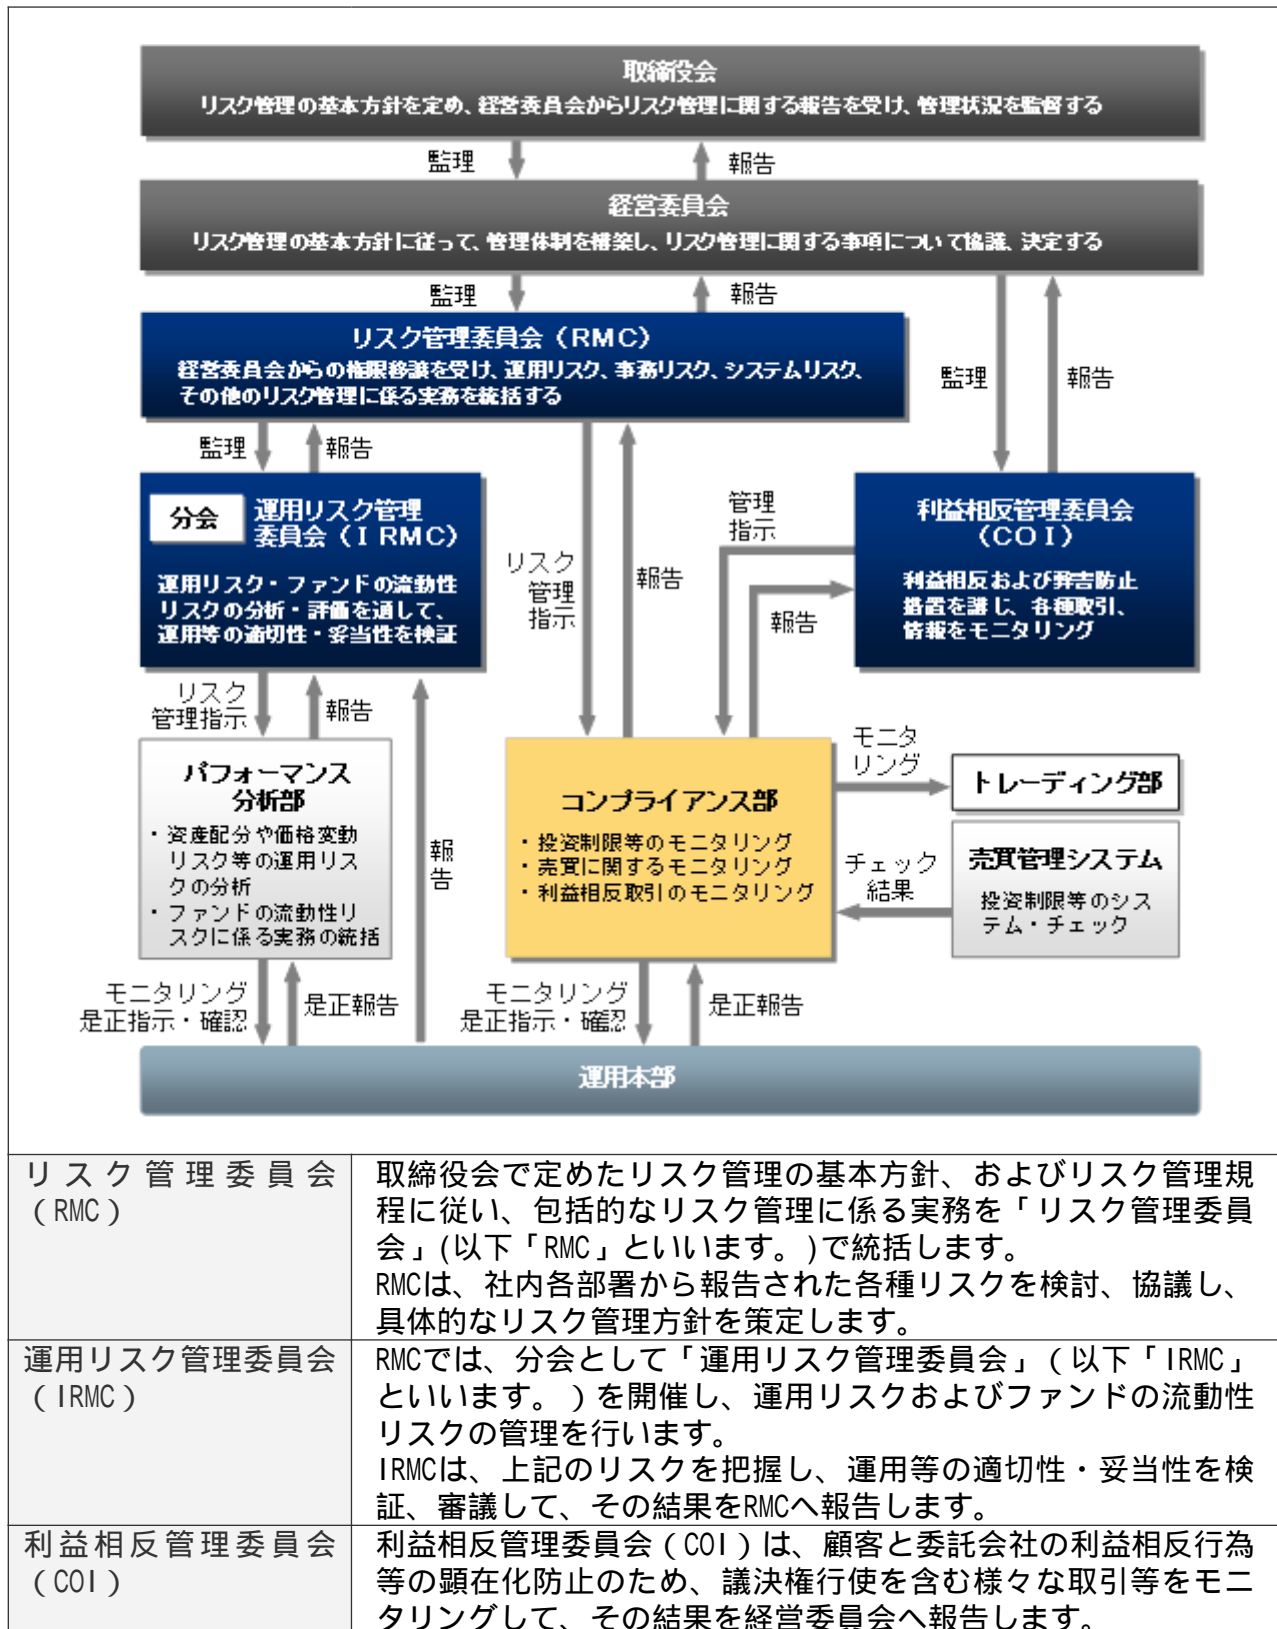 取締役会
リスク管理の基本方針を定め、経営委員会からリスク管理に関する報告を受け、管理状況を監督する
監理
報告
経営委員会
リスク管理の基本方針に従って、管理体制を構築し、リスク管理に関する事項について協議、決定する
監理
報告
リスク管理委員会（RMC）
経営委員会からの権限移譲を受け、運用リスク、事務リスク、システムリスク、
その他のリスク管理に係る実務を統括する
監理
報告
監理
報告
分会
運用リスク管理
委員会（IRMC）
運用リスク・ファンドの流動性
リスクの分析・評価を通して、
運用等の適切性・妥当性を検証
リスク
管理
指示
報告
管理
指示
報告
利益相反管理委員会
（COI）
利益相反および弊害防止
措置を講じ、各種取引、
情報をモニタリング
リスク
管理指示
報告
パフォーマンス
分析部
・資産配分や価格変動
リスク等の運用リス
クの分析
・ファンドの流動性リ
スクに係る実務の統括
報
告
コンプライアンス部
・投資制限等のモニタリング
・売買に関するモニタリング
・利益相反取引のモニタリング
モニタ
リング
トレーディング部
チェック
結果
売買管理システム
投資制限等のシス
テム・チェック
モニタリング
是正指示・確認
是正報告
モニタリング
是正指示・確認
是正報告
運用本部
リスク管理委員会
（RMC）
取締役会で定めたリスク管理の基本方針、およびリスク管理規
程に従い、包括的なリスク管理に係る実務を「リスク管理委員
会」(以下「RMC」といいます。)で統括します。
RMCは、社内各部署から報告された各種リスクを検討、協議し、
具体的なリスク管理方針を策定します。
運用リスク管理委員会
（IRMC）
RMCでは、分会として「運用リスク管理委員会」（以下「IRMC」
といいます。）を開催し、運用リスクおよびファンドの流動性
リスクの管理を行います。
IRMCは、上記のリスクを把握し、運用等の適切性・妥当性を検
証、審議して、その結果をRMCへ報告します。
利益相反管理委員会
（COI）
利益相反管理委員会（COI）は、顧客と委託会社の利益相反行為
等の顕在化防止のため、議決権行使を含む様々な取引等をモニ
タリングして、その結果を経営委員会へ報告します。